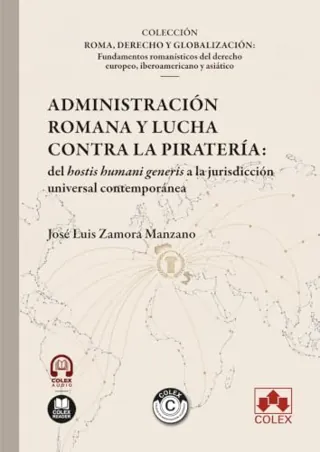 COLECCIÓN
ROMA, DERECHO Y GLOBALIZACIÓN:
Fundamentos romanísticos del derecho
europeo, iberoamericano y asiático
ADMINISTRACIÓN
ROMANA Y LUCHA
CONTRA LA PIRATERÍA:
del hostis humani generis a la jurisdicción
universal contemporánea
José Luis Zamora Manzano
COLEX
AUDIO
COLEX
READER
COLEX
C
COLEX